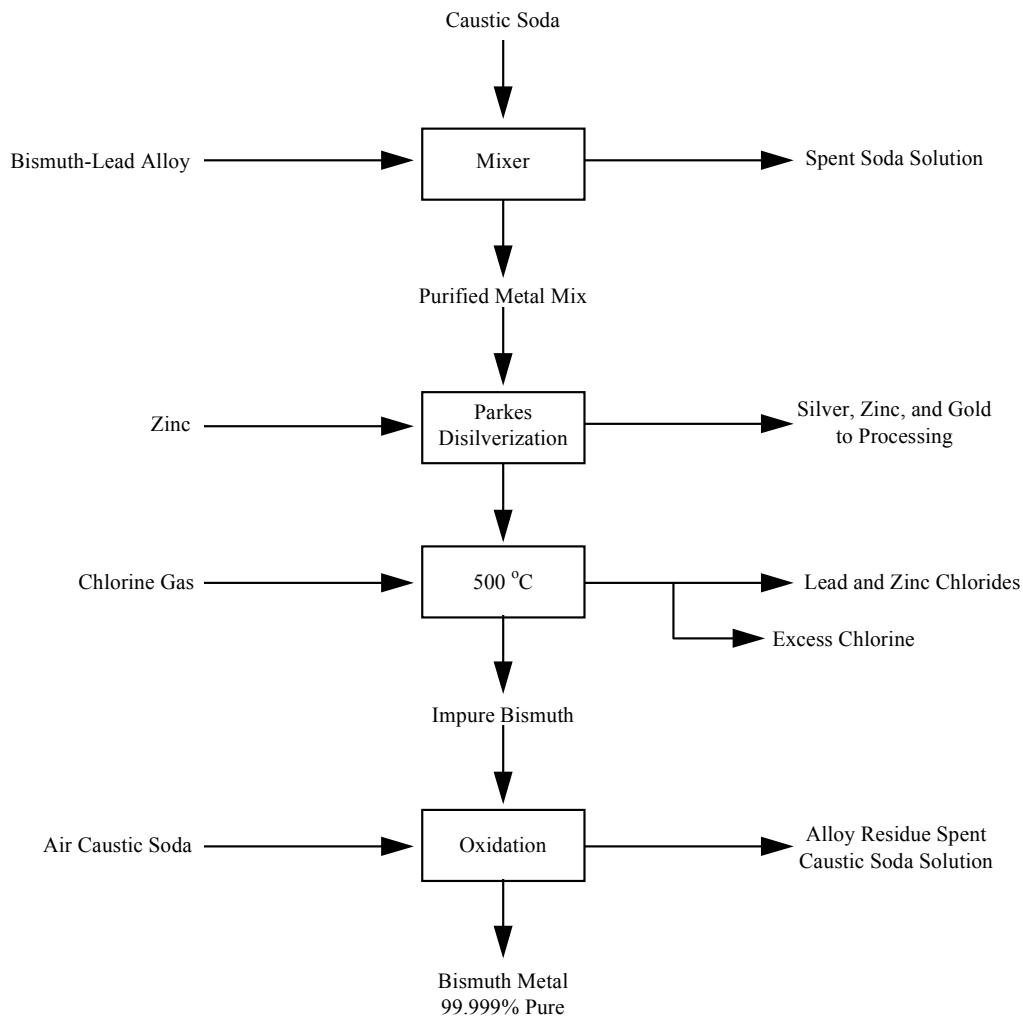 Caustic Soda
Bismuth-Lead Alloy
Mixer
Spent Soda Solution
Purified Metal Mix
Zinc
Parkes
Disilverization
Silver, Zinc, and Gold
to Processing
Chlorine Gas
500 °C
Lead and Zinc Chlorides
Excess Chlorine
Impure Bismuth
Air Caustic Soda
Oxidation
Alloy Residue Spent
Caustic Soda Solution
Bismuth Metal
99.999% Pure